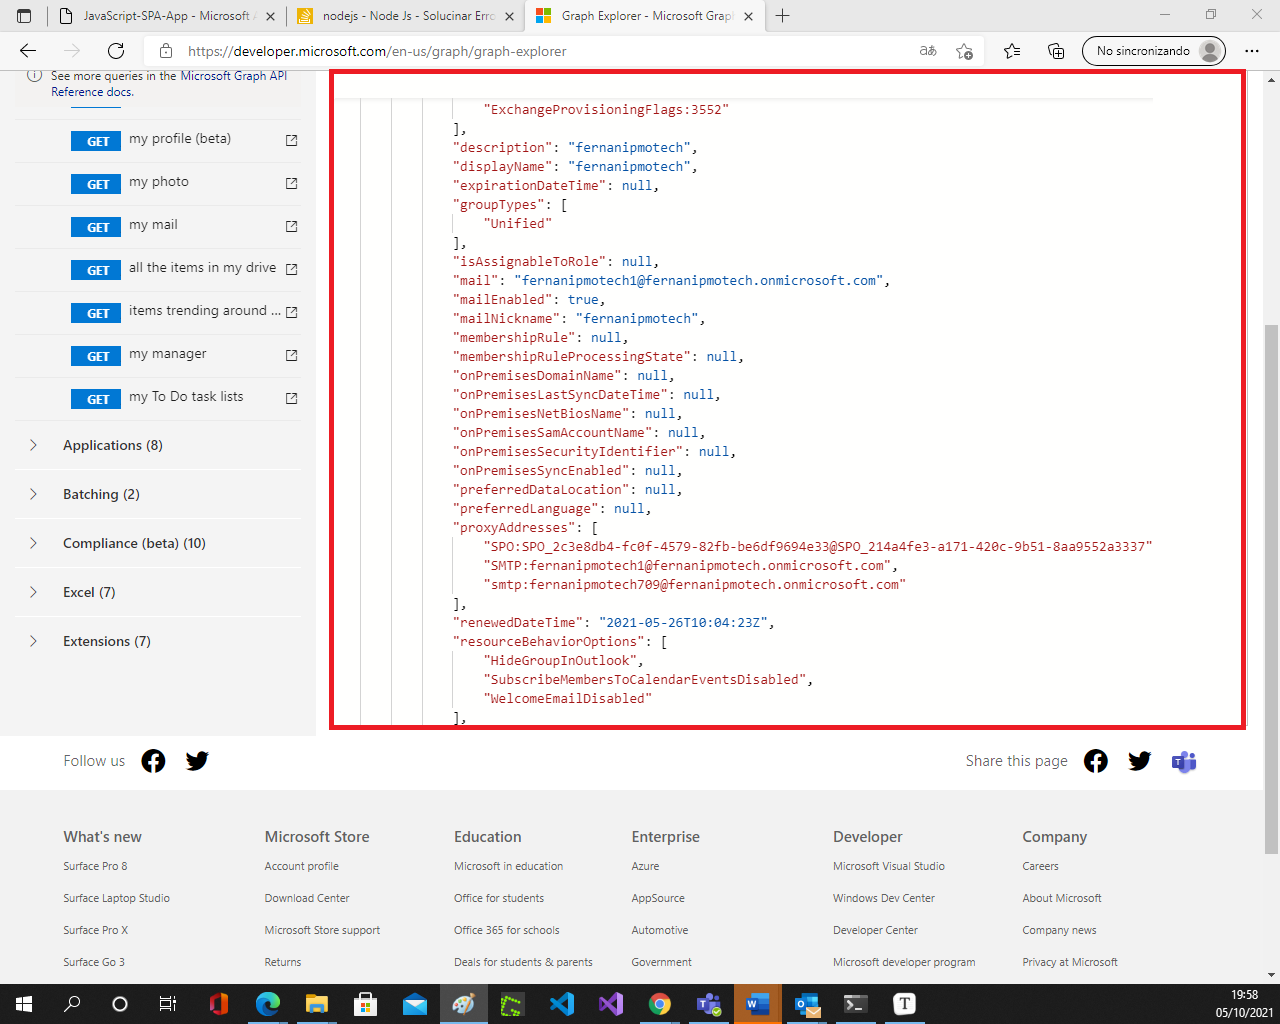 JavaScript-SPA-App - Microsoft A
nodejs - Node Js - Solucinar Erro
Graph Explorer - Microsoft Graph
https://developer.microsoft.com/en-us/graph/graph-explorer
aあ
No sincronizando
See more queries in the Microsoft Graph API
Reference docs.
GET my profile (beta)
GET my photo
GET my mail
GET all the items in my drive
GET items trending around ...
GET my manager
GET my To Do task lists
Applications (8)
Batching (2)
Compliance (beta) (10)
Excel (7)
Extensions (7)
"ExchangeProvisioningFlags:3552"
],
"description": "fernanipmotech",
"displayName": "fernanipmotech",
"expirationDateTime": null,
"groupTypes": [
"Unified"
],
"isAssignableToRole": null,
"mail": "fernanipmotech1@fernanipmotech.onmicrosoft.com",
"mailEnabled": true,
"mailNickname": "fernanipmotech",
"membershipRule": null,
"membershipRuleProcessingState": null,
"onPremisesDomainName": null,
"onPremisesLastSyncDateTime": null,
"onPremisesNetBiosName": null,
"onPremisesSamAccountName": null,
"onPremisesSecurityIdentifier": null,
"onPremisesSyncEnabled": null,
"preferredDataLocation": null,
"preferredLanguage": null,
"proxyAddresses": [
"SPO:SPO_2c3e8db4-fc0f-4579-82fb-be6df9694e33@SPO_214a4fe3-a171-420c-9b51-8aa9552a3337"
"SMTP:fernanipmotech1@fernanipmotech.onmicrosoft.com",
"smtp:fernanipmotech709@fernanipmotech.onmicrosoft.com"
],
"renewedDateTime": "2021-05-26T10:04:23Z",
"resourceBehaviorOptions": [
"HideGroupInOutlook",
"SubscribeMembersToCalendarEventsDisabled",
"WelcomeEmailDisabled"
],
Follow us
Share this page
What's new
Surface Pro 8
Surface Laptop Studio
Surface Pro X
Surface Go 3
Microsoft Store
Account profile
Download Center
Microsoft Store support
Returns
Education
Microsoft in education
Office for students
Office 365 for schools
Deals for students & parents
Enterprise
Azure
AppSource
Automotive
Government
Developer
Microsoft Visual Studio
Windows Dev Center
Developer Center
Microsoft developer program
Company
Careers
About Microsoft
Company news
Privacy at Microsoft
19:58
05/10/2021